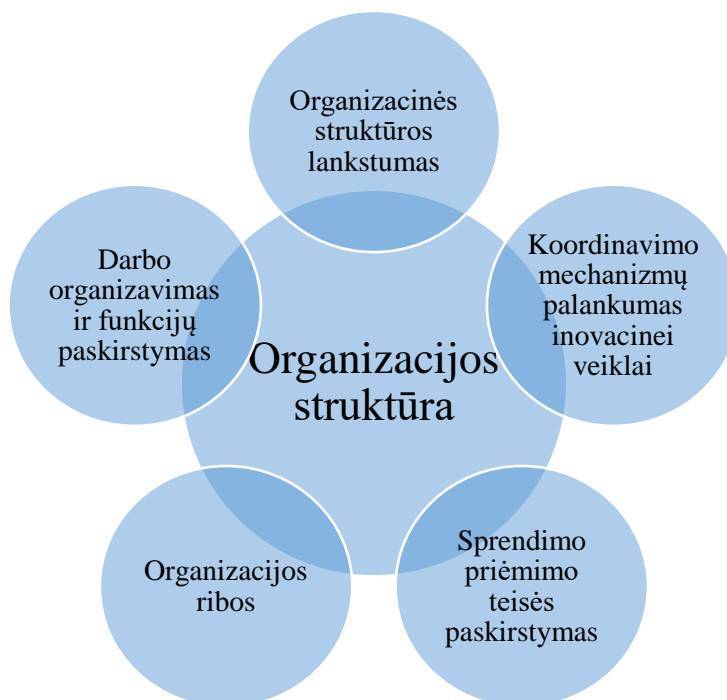 Organizacinės
struktūros
lankstumas
Darbo
organizavimas
ir funkcijų
paskirstymas
Koordinavimo
mechanizmų
palankumas
inovacinei
veiklai
Organizacijos
struktūra
Organizacijos
ribos
Sprendimo
priėmimo
teisės
paskirstymas